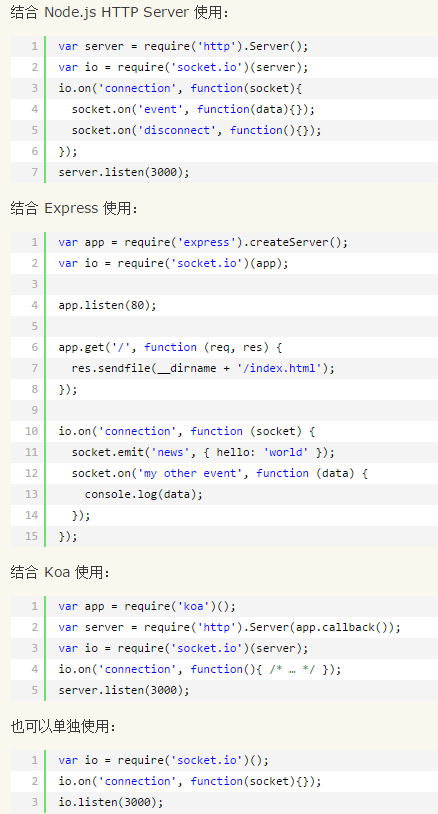 结合 Node.js HTTP Server 使用：
1 var server = require('http').Server();
2 var io = require('socket.io')(server);
3 io.on('connection', function(socket){
4   socket.on('event', function(data){});
5   socket.on('disconnect', function(){});
6 });
7 server.listen(3000);
结合 Express 使用：
1 var app = require('express').createServer();
2 var io = require('socket.io')(app);
3
4 app.listen(80);
5
6 app.get('/', function (req, res) {
7   res.sendfile(__dirname + '/index.html');
8 });
9
10 io.on('connection', function (socket) {
11   socket.emit('news', { hello: 'world' });
12   socket.on('my other event', function (data) {
13     console.log(data);
14   });
15 });
结合 Koa 使用：
1 var app = require('koa')();
2 var server = require('http').Server(app.callback());
3 var io = require('socket.io')(server);
4 io.on('connection', function(){ /* … */ });
5 server.listen(3000);
也可以单独使用：
1 var io = require('socket.io')();
2 io.on('connection', function(socket){});
3 io.listen(3000);